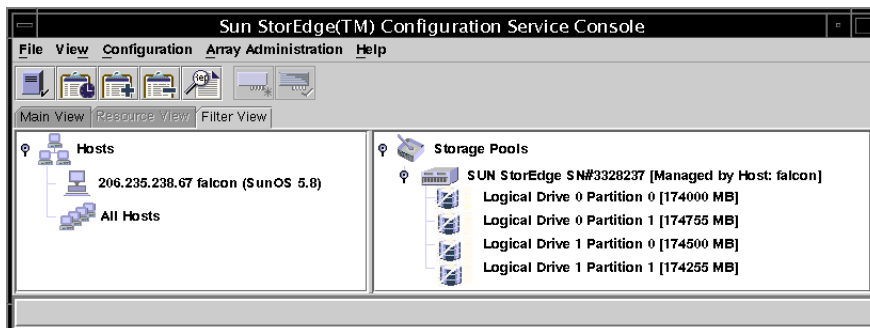 Sun StorEdge(TM) Configuration Service Console
File View Configuration Array Administration Help
Main View Resource View Filter View
Hosts
206.235.238.67 falcon (SunOS 5.8)
All Hosts
Storage Pools
SUN StorEdge SN#3328237 [Managed by Host: falcon]
Logical Drive 0 Partition 0 [174000 MB]
Logical Drive 0 Partition 1 [174755 MB]
Logical Drive 1 Partition 0 [174500 MB]
Logical Drive 1 Partition 1 [174255 MB]